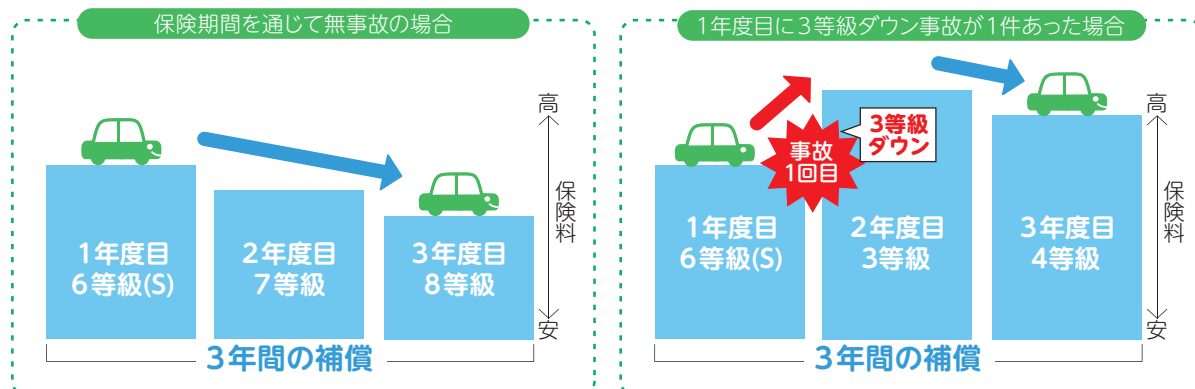 保険期間を通じて無事故の場合
高
保険料
安
1年度目
6等級(S)
2年度目
7等級
3年度目
8等級
3年間の補償
1年度目に3等級ダウン事故が1件あった場合
3等級
ダウン
事故
1回目
高
保険料
安
1年度目
6等級(S)
2年度目
3等級
3年度目
4等級
3年間の補償